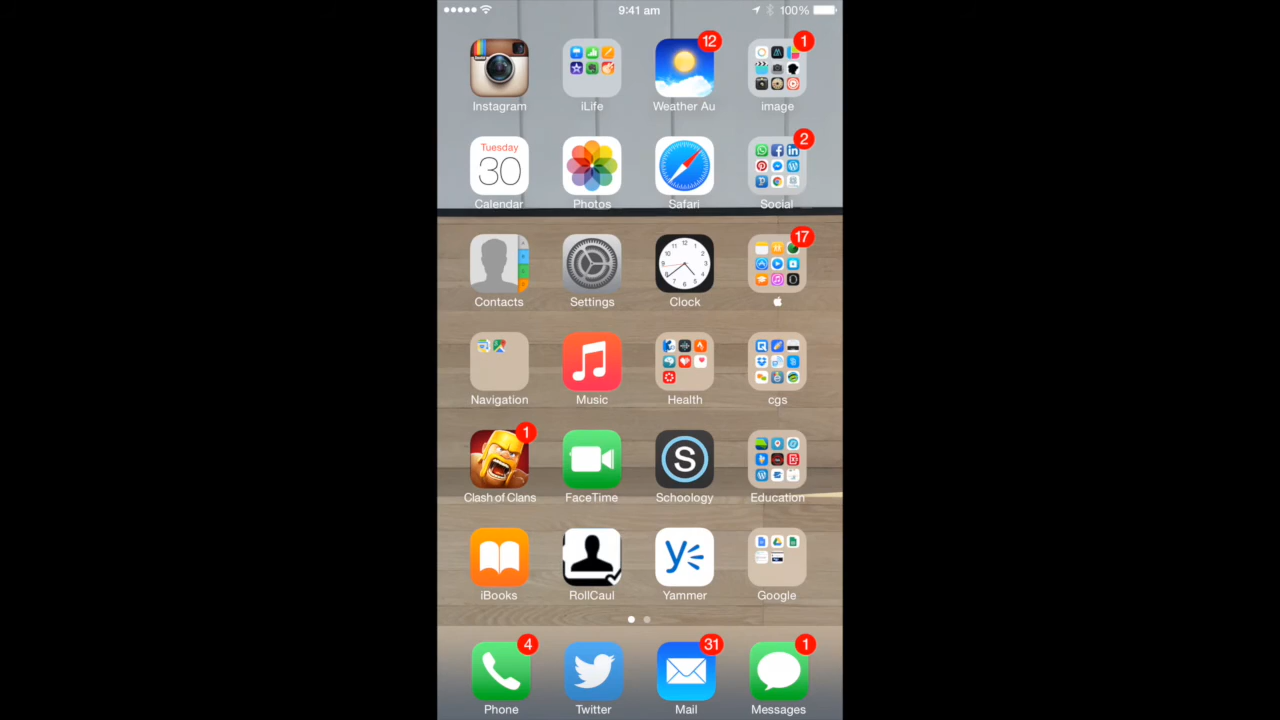 9:41 am 100%
12 1
Instagram iLife Weather Au image
Tuesday 2
30
Calendar Photos Safari Social
17
Contacts Settings Clock
Navigation Music Health cgs
1
S
Clash of Clans FaceTime Schoology Education
iBooks RollCaul Yammer Google
4 31 1
Phone Twitter Mail Messages